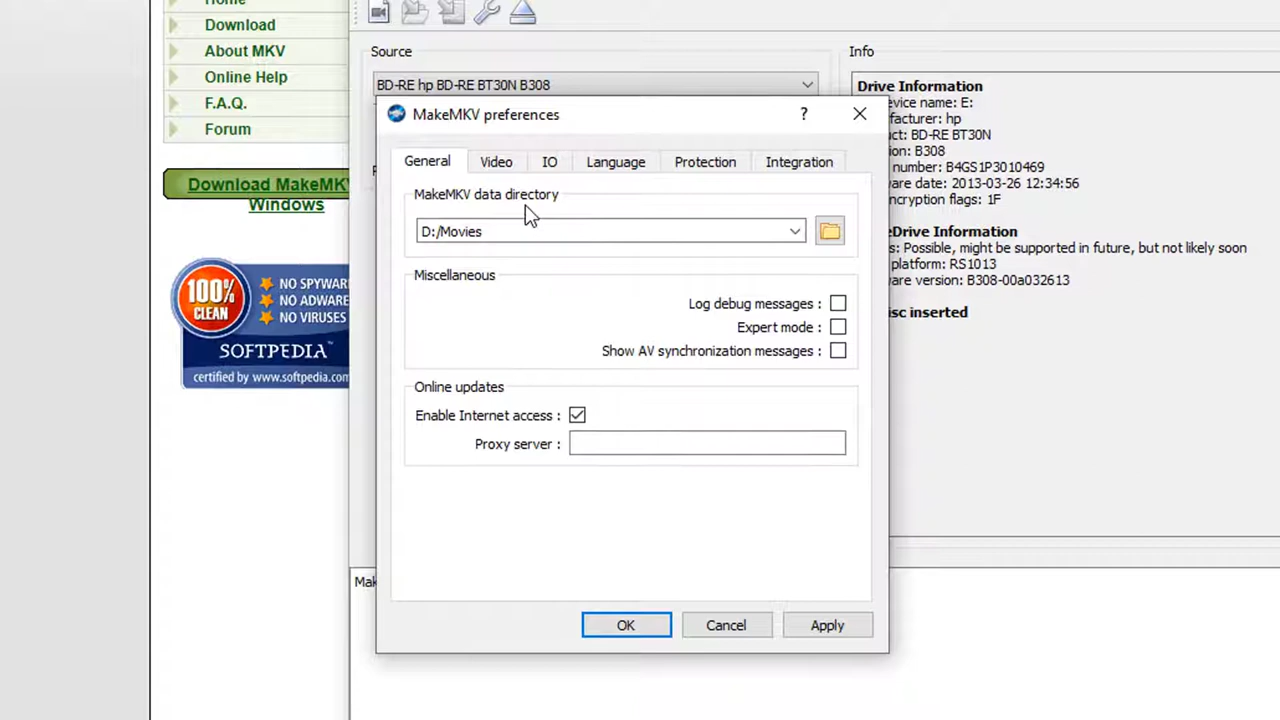 Home
Download
About MKV
Online Help
F.A.Q.
Forum
Download MakeMKV
Windows
100%
CLEAN
NO SPYWAR
NO ADWARE
NO VIRUSES
SOFTPEDIA
certified by www.softpedia.com
Source
BD-RE hp BD-RE BT30N B308
Info
Drive Information
evice name: E:
facturer: hp
ct: BD-RE BT30N
ion: B308
number: B4GS1P3010469
ware date: 2013-03-26 12:34:56
ncryption flags: 1F
eDrive Information
s: Possible, might be supported in future, but not likely soon
platform: RS1013
ware version: B308-00a032613
isc inserted
MakeMKV preferences
?
General
Video
IO
Language
Protection
Integration
MakeMKV data directory
D:/Movies
Miscellaneous
Log debug messages :
Expert mode :
Show AV synchronization messages :
Online updates
Enable Internet access :
Proxy server :
OK
Cancel
Apply
Mak